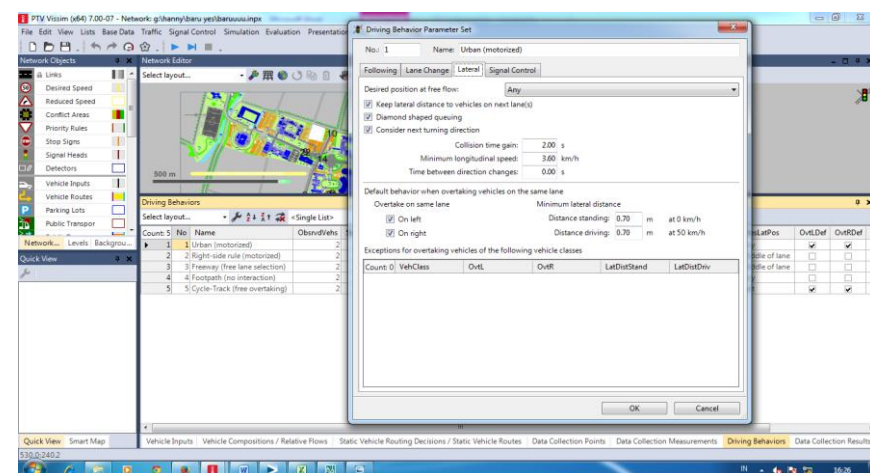 PTV Vissim (x64) 7.00-07 - Network: g:\hanny\baru yes\baruuuu.inpx
File Edit View Lists Base Data Traffic Signal Control Simulation Evaluation Presentation
Network Objects
Network Editor
Select layout...
Links
Desired Speed
Reduced Speed
Conflict Areas
Priority Rules
Stop Signs
Signal Heads
Detectors
Vehicle Inputs
Vehicle Routes
Parking Lots
Public Transpor
Network... Levels Backgrou...
Quick View
10
14
500 m
Driving Behaviors
Select layout... <Single List>
Count: 5 No Name ObsrvdVehs
1 1 Urban (motorized) 2
2 2 Right-side rule (motorized) 2
3 3 Freeway (free lane selection) 2
4 4 Footpath (no interaction) 2
5 5 Cycle-Track (free overtaking) 2
Driving Behavior Parameter Set
No.: 1 Name: Urban (motorized)
Following Lane Change Lateral Signal Control
Desired position at free flow: Any
Keep lateral distance to vehicles on next lane(s)
Diamond shaped queuing
Consider next turning direction
Collision time gain: 2.00 s
Minimum longitudinal speed: 3.60 km/h
Time between direction changes: 0.00 s
Default behavior when overtaking vehicles on the same lane
Overtake on same lane Minimum lateral distance
On left Distance standing: 0.70 m at 0 km/h
On right Distance driving: 0.70 m at 50 km/h
Exceptions for overtaking vehicles of the following vehicle classes
Count: 0 VehClass OvtL OvtR LatDistStand LatDistDriv
OK Cancel
sLatPos OvtLDef OvtRDef
ddle of lane
ddle of lane
Quick View Smart Map
Vehicle Inputs Vehicle Compositions / Relative Flows Static Vehicle Routing Decisions / Static Vehicle Routes Data Collection Points Data Collection Measurements Driving Behaviors Data Collection Results
530.0:240.2
IN 16:26